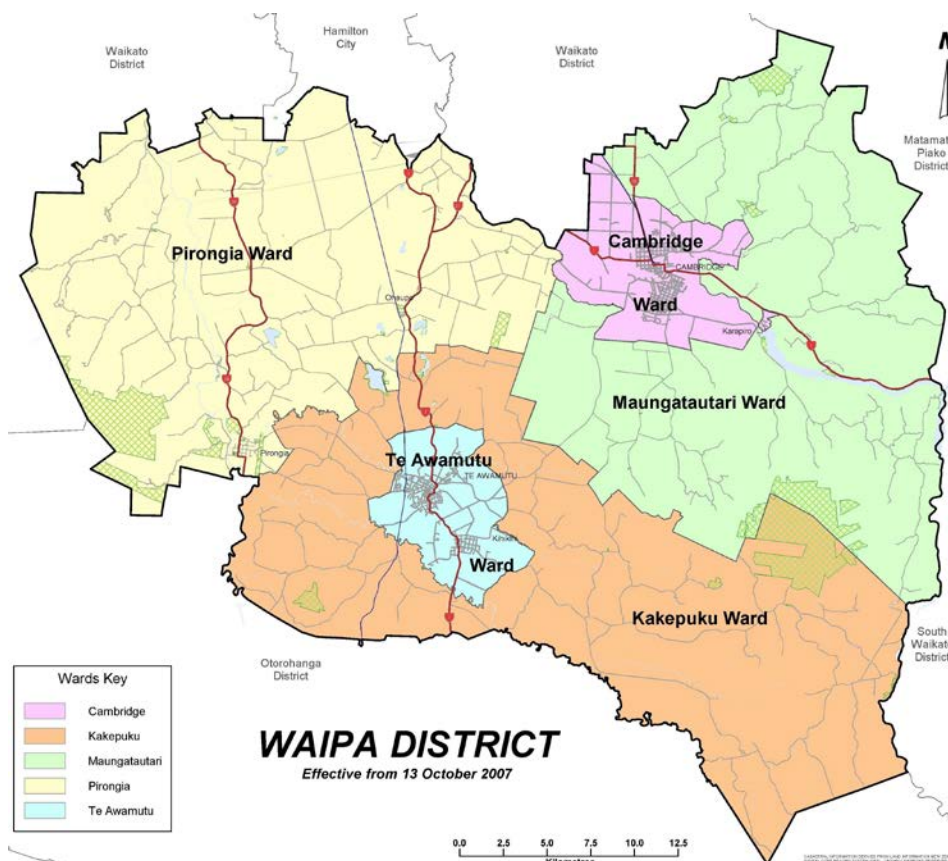 Hamilton
City
Waikato
District
Waikato
District
Matama
Piako
District
Pirongia Ward
Cambridge
CAMBRIDGE
Ward
Karapiro
Ohaupo
Maungatautari Ward
Pirongia
Te Awamutu
TE AWAMUTU
Kihikihi
Ward
Kakepuku Ward
South
Waikato
District
Otorohanga
District
Wards Key
Cambridge
Kakepuku
Maungatautari
Pirongia
Te Awamutu
WAIPA DISTRICT
Effective from 13 October 2007
0.0 2.5 5.0 7.5 10.0 12.5
Kilometres